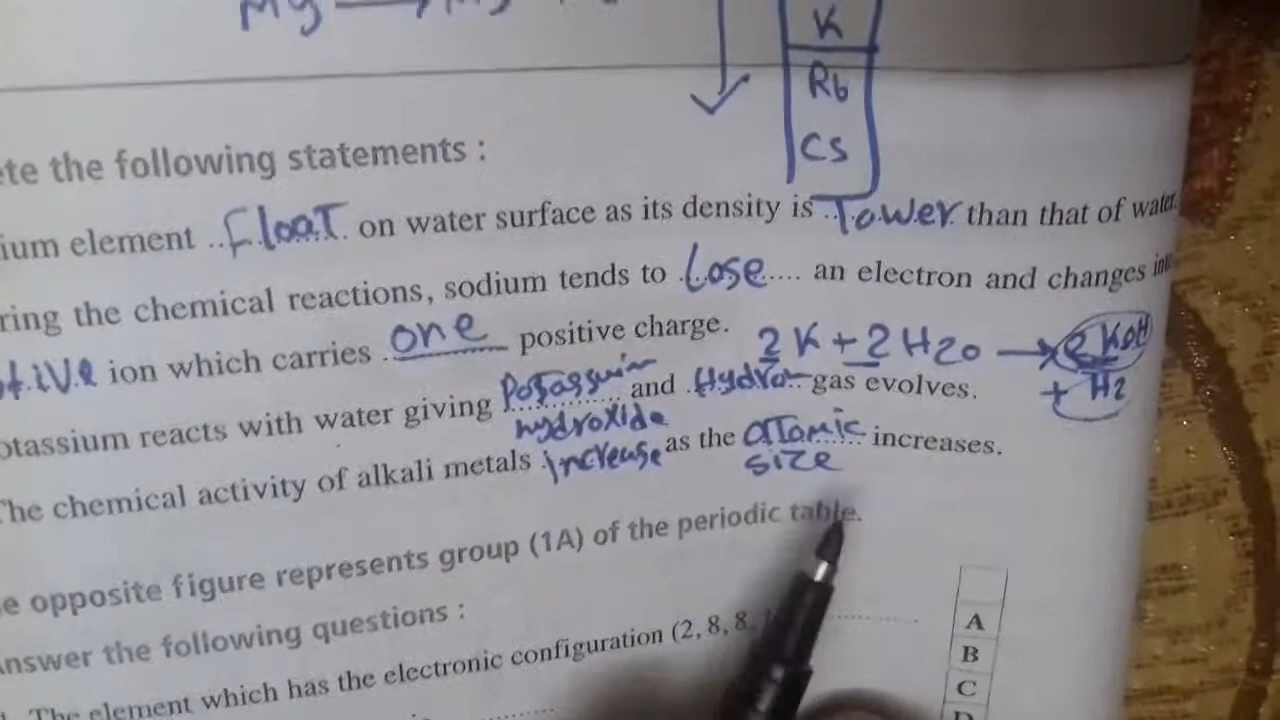 Mg
K
Rb
Cs
te the following statements :
ium element ..Float.. on water surface as its density is ..Tower.. than that of water.
ring the chemical reactions, sodium tends to ..Lose..... an electron and changes into
tive ion which carries ..one.. positive charge.
2K + 2H2O → 2KOH
+ H2
otassium reacts with water giving Potassuim and Hydro gas evolves.
hydroxide
The chemical activity of alkali metals increase as the aTomic increases.
size
e opposite figure represents group (1A) of the periodic table.
Answer the following questions :
The element which has the electronic configuration (2, 8, 8,
A
B
C
D